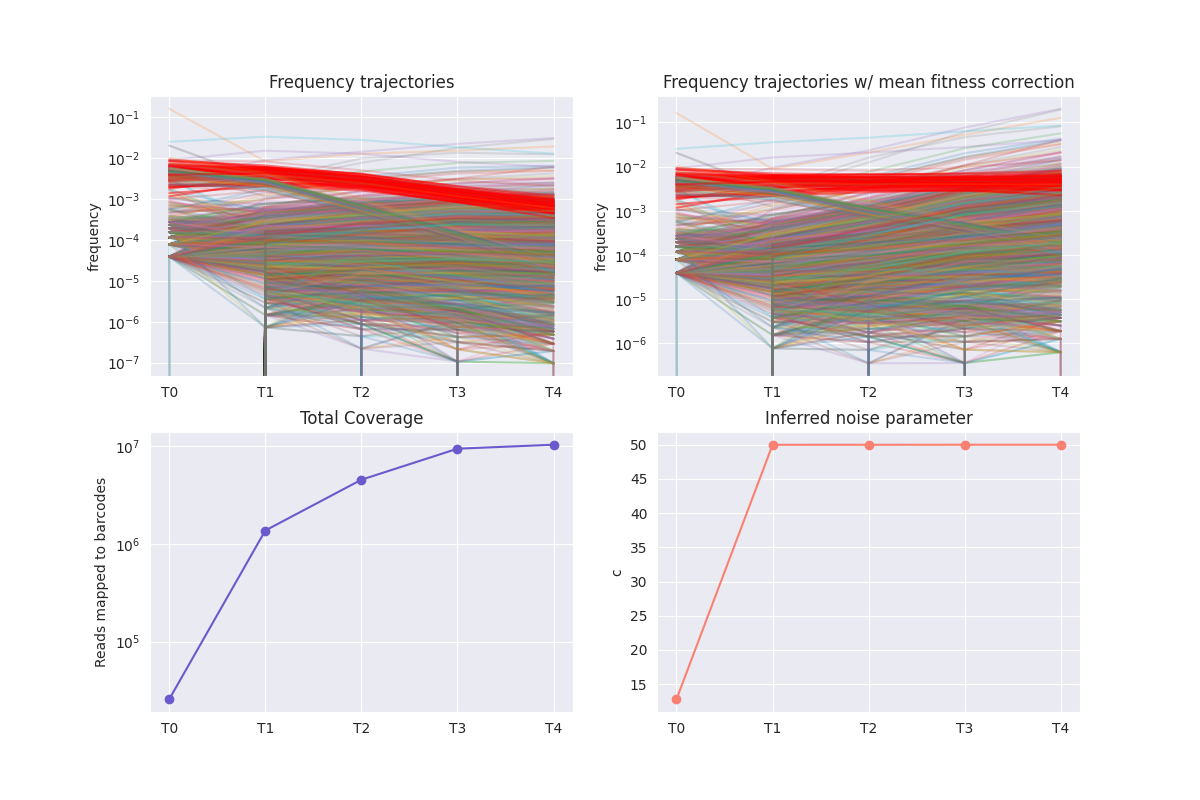 Frequency trajectories
frequency
10⁻¹
10⁻²
10⁻³
10⁻⁴
10⁻⁵
10⁻⁶
10⁻⁷
T0 T1 T2 T3 T4
Frequency trajectories w/ mean fitness correction
frequency
10⁻¹
10⁻²
10⁻³
10⁻⁴
10⁻⁵
10⁻⁶
T0 T1 T2 T3 T4
Total Coverage
Reads mapped to barcodes
10⁷
10⁶
10⁵
T0 T1 T2 T3 T4
Inferred noise parameter
c
50
45
40
35
30
25
20
15
T0 T1 T2 T3 T4